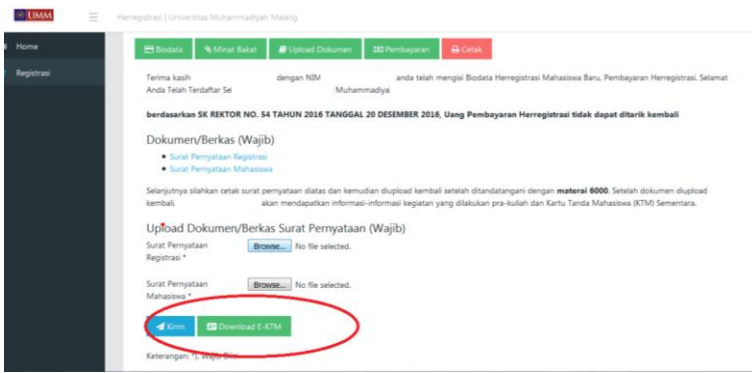 UMM
Herregistrasi | Universitas Muhammadiyah Malang
Home
Registrasi
Biodata
Minat Bakat
Upload Dokumen
Pembayaran
Cetak
Terima kasih dengan NIM anda telah mengisi Biodata Herregistrasi Mahasiswa Baru, Pembayaran Herregistrasi. Selamat
Anda Telah Terdaftar Se Muhammadiya
berdasarkan SK REKTOR NO. 54 TAHUN 2016 TANGGAL 20 DESEMBER 2016, Uang Pembayaran Herregistrasi tidak dapat ditarik kembali
Dokumen/Berkas (Wajib)
Surat Pernyataan Registrasi
Surat Pernyataan Mahasiswa
Selanjutnya silahkan cetak surat pernyataan diatas dan kemudian diupload kembali setelah ditandatangani dengan materai 6000. Setelah dokumen diupload
kembali. akan mendapatkan informasi-informasi kegiatan yang dilakukan pra-kuliah dan Kartu Tanda Mahasiswa (KTM) Sementara.
Upload Dokumen/Berkas Surat Pernyataan (Wajib)
Surat Pernyataan
Registrasi *
Browse... No file selected.
Surat Pernyataan
Mahasiswa *
Browse... No file selected.
Kirim
Download E-KTM
Keterangan: *). Wajib Diisi